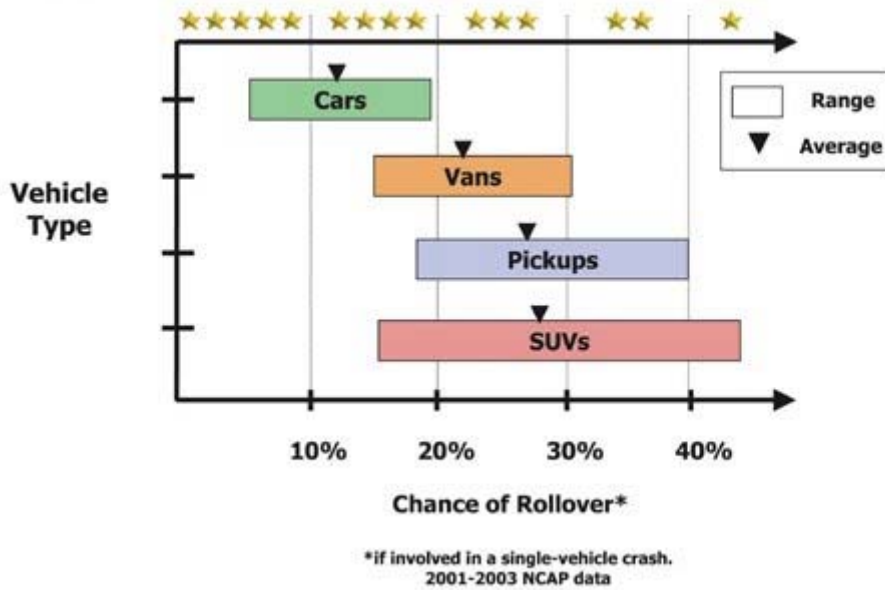 Cars
Range
Average
Vans
Vehicle
Type
Pickups
SUVs
10% 20% 30% 40%
Chance of Rollover*
*if involved in a single-vehicle crash.
2001-2003 NCAP data